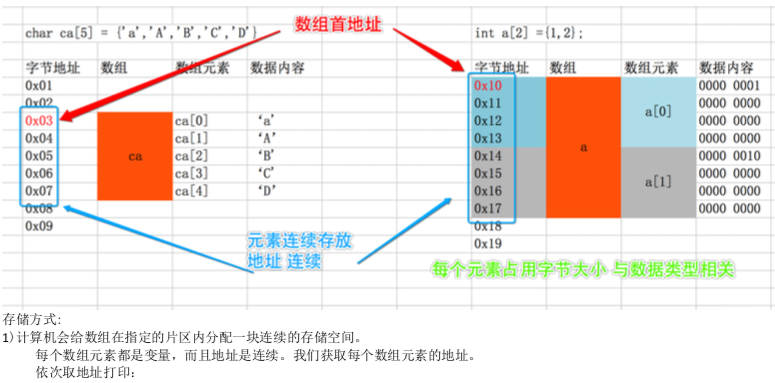 数组首地址
char ca[5] = {'a','A','B','C','D'}
int a[2] ={1,2};
字节地址 数组 数组元素 数据内容
0x01
0x02
0x03 ca[0] ‘a’
0x04 ca[1] ‘A’
0x05 ca ca[2] ‘B’
0x06 ca[3] ‘C’
0x07 ca[4] ‘D’
0x08
0x09
字节地址 数组 数组元素 数据内容
0x10 0000 0001
0x11 a[0] 0000 0000
0x12 0000 0000
0x13 a 0000 0000
0x14 0000 0010
0x15 a[1] 0000 0000
0x16 0000 0000
0x17 0000 0000
0x18
0x19
元素连续存放
地址 连续
每个元素占用字节大小 与数据类型相关
存储方式:
1)计算机会给数组在指定的片区内分配一块连续的存储空间。
每个数组元素都是变量，而且地址是连续。我们获取每个数组元素的地址。
依次取地址打印：